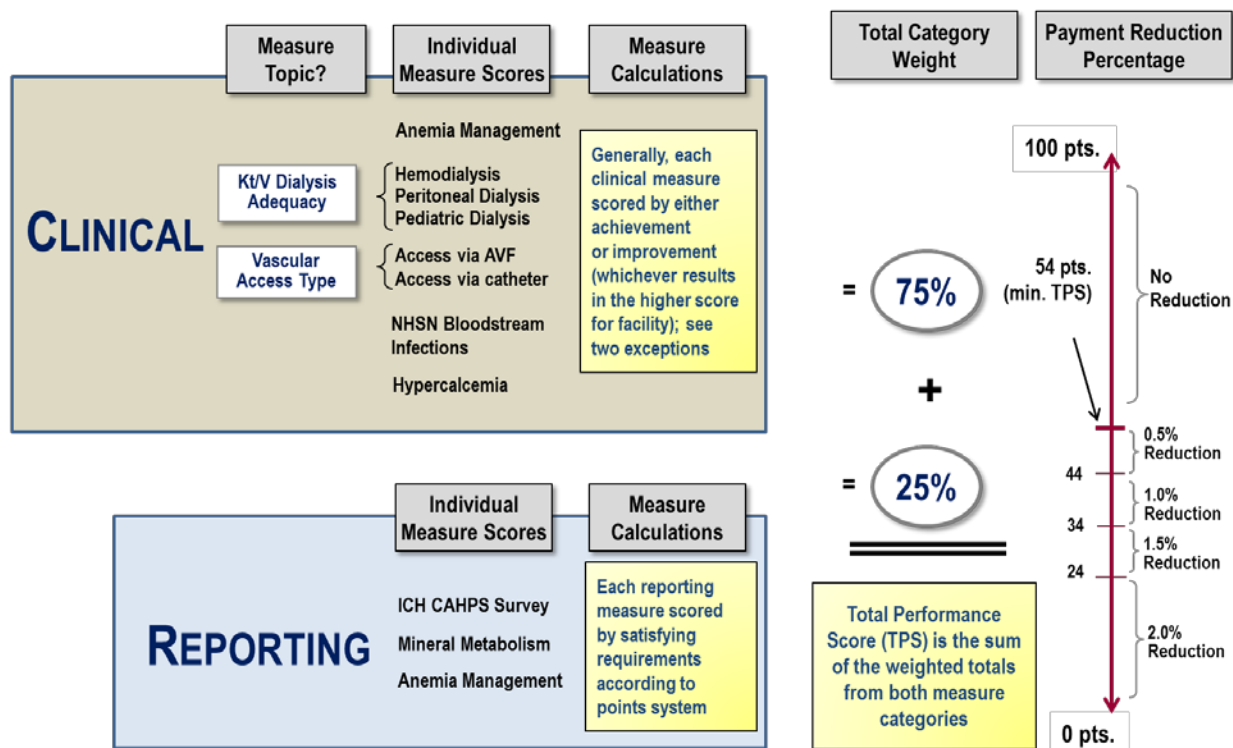 Measure
Topic?
Individual
Measure Scores
Measure
Calculations
CLINICAL
Anemia Management
Kt/V Dialysis
Adequacy
Hemodialysis
Peritoneal Dialysis
Pediatric Dialysis
Vascular
Access Type
Access via AVF
Access via catheter
NHSN Bloodstream
Infections
Hypercalcemia
Generally, each
clinical measure
scored by either
achievement
or improvement
(whichever results
in the higher score
for facility); see
two exceptions
Individual
Measure Scores
Measure
Calculations
REPORTING
ICH CAHPS Survey
Mineral Metabolism
Anemia Management
Each reporting
measure scored
by satisfying
requirements
according to
points system
Total Category
Weight
= 75%
+
= 25%
Total Performance
Score (TPS) is the sum
of the weighted totals
from both measure
categories
Payment Reduction
Percentage
100 pts.
54 pts.
(min. TPS)
No
Reduction
0.5%
Reduction
44
1.0%
Reduction
34
1.5%
Reduction
24
2.0%
Reduction
0 pts.